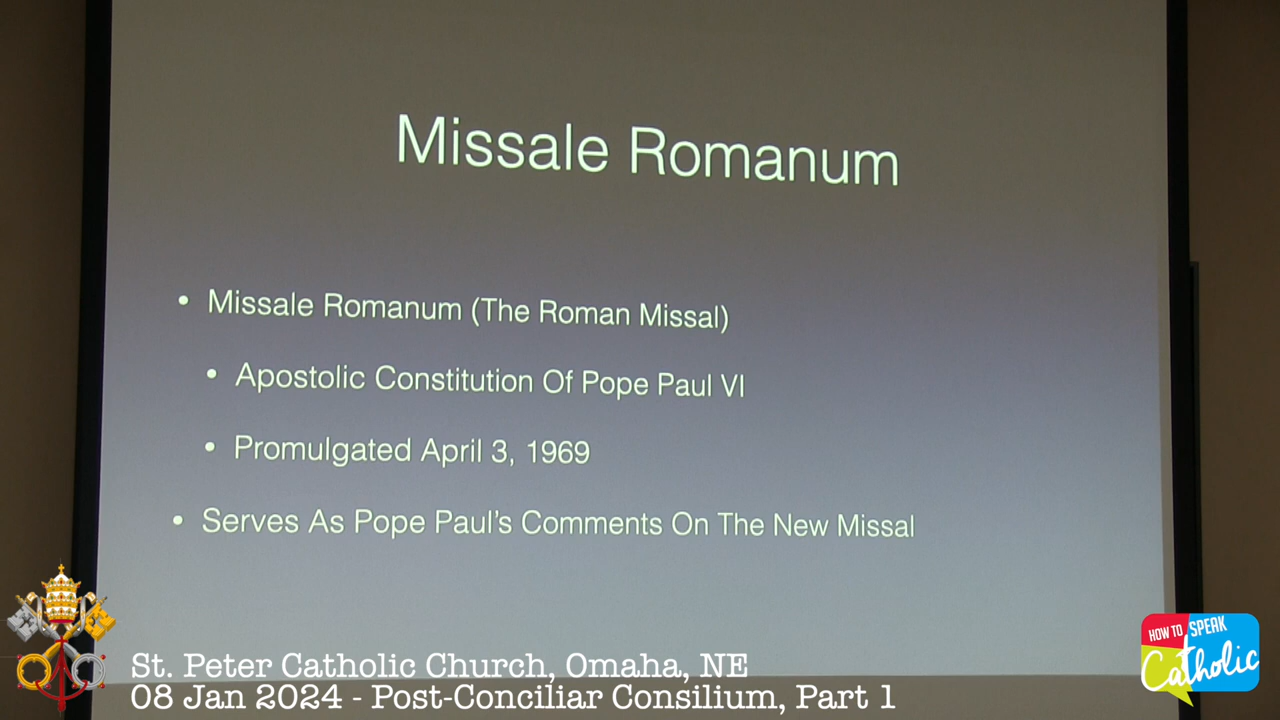 Missale Romanum
• Missale Romanum (The Roman Missal)
• Apostolic Constitution Of Pope Paul VI
• Promulgated April 3, 1969
• Serves As Pope Paul's Comments On The New Missal
HOW TO SPEAK
Catholic
St. Peter Catholic Church, Omaha, NE
08 Jan 2024 - Post-Conciliar Consilium, Part 1